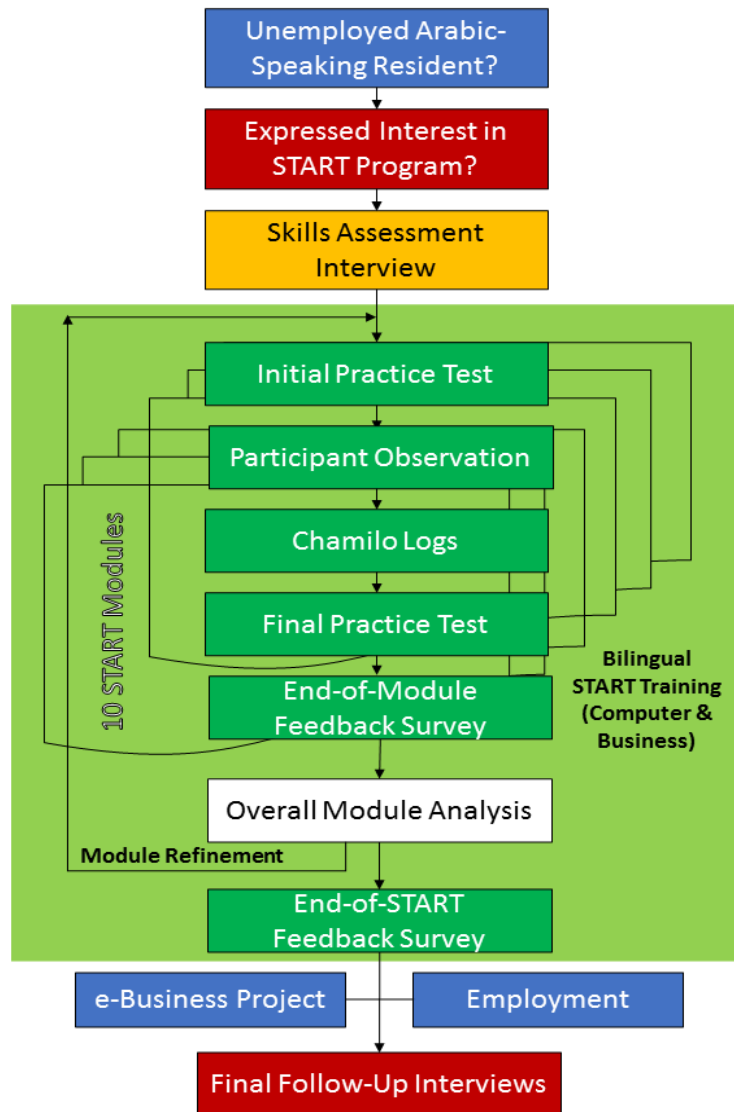 Unemployed Arabic-
Speaking Resident?
Expressed Interest in
START Program?
Skills Assessment
Interview
Initial Practice Test
Participant Observation
Chamilo Logs
Final Practice Test
10 START Modules
Bilingual
START Training
(Computer &
Business)
End-of-Module
Feedback Survey
Overall Module Analysis
Module Refinement
End-of-START
Feedback Survey
e-Business Project
Employment
Final Follow-Up Interviews